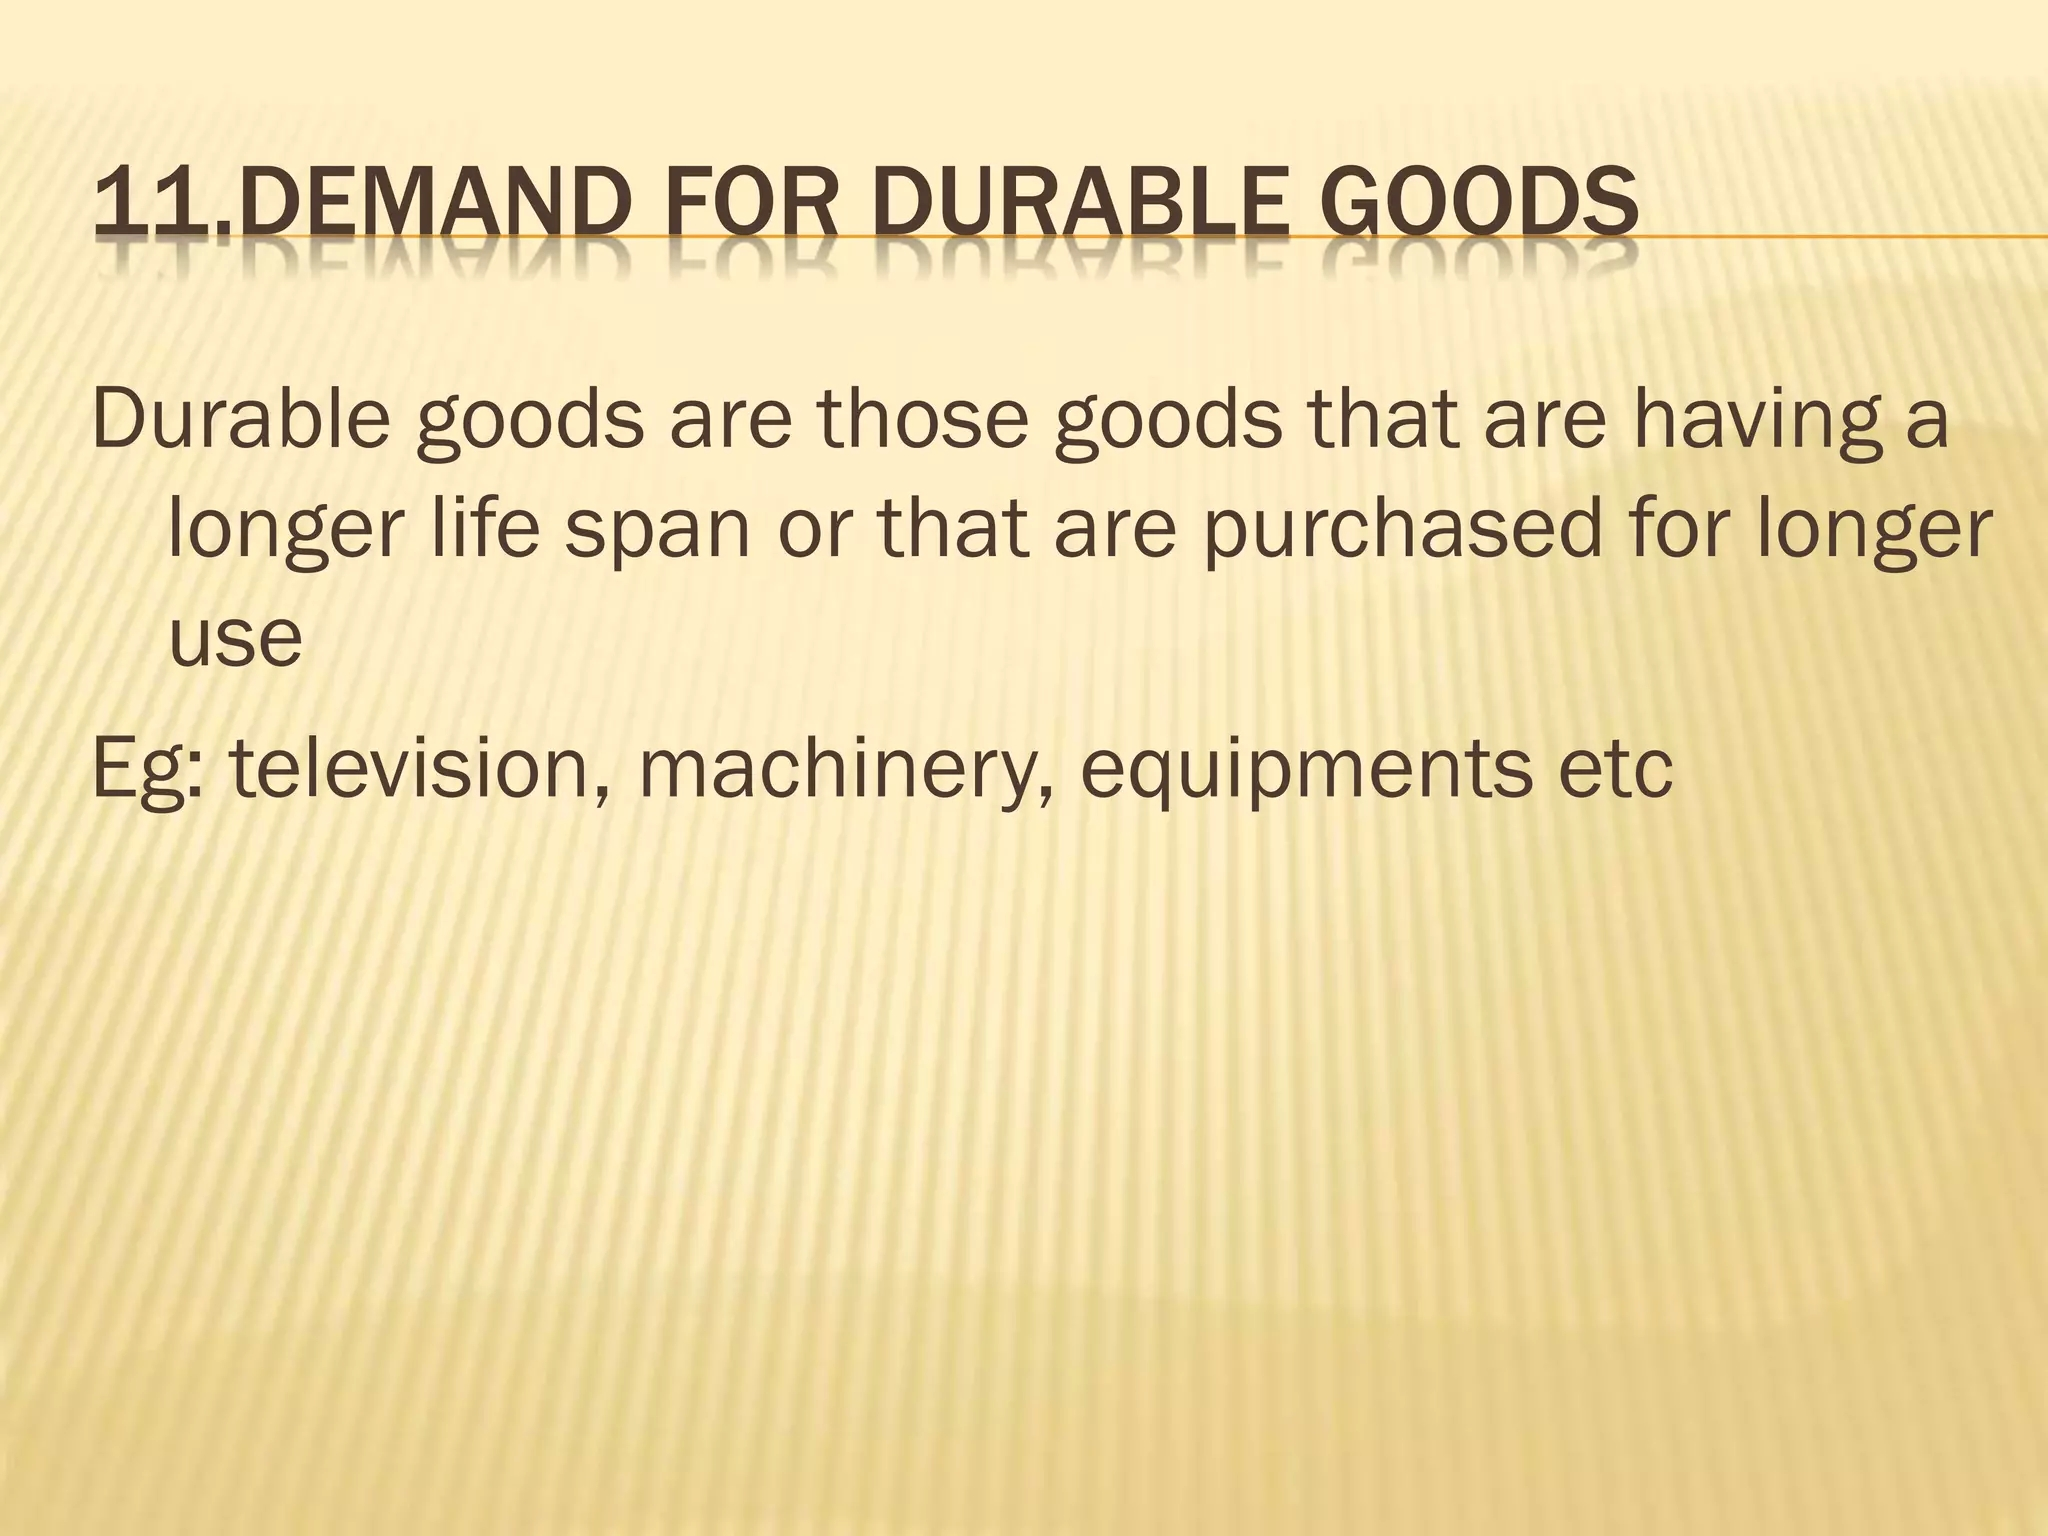 11.DEMAND FOR DURABLE GOODS
Durable goods are those goods that are having a
longer life span or that are purchased for longer
use
Eg: television, machinery, equipments etc